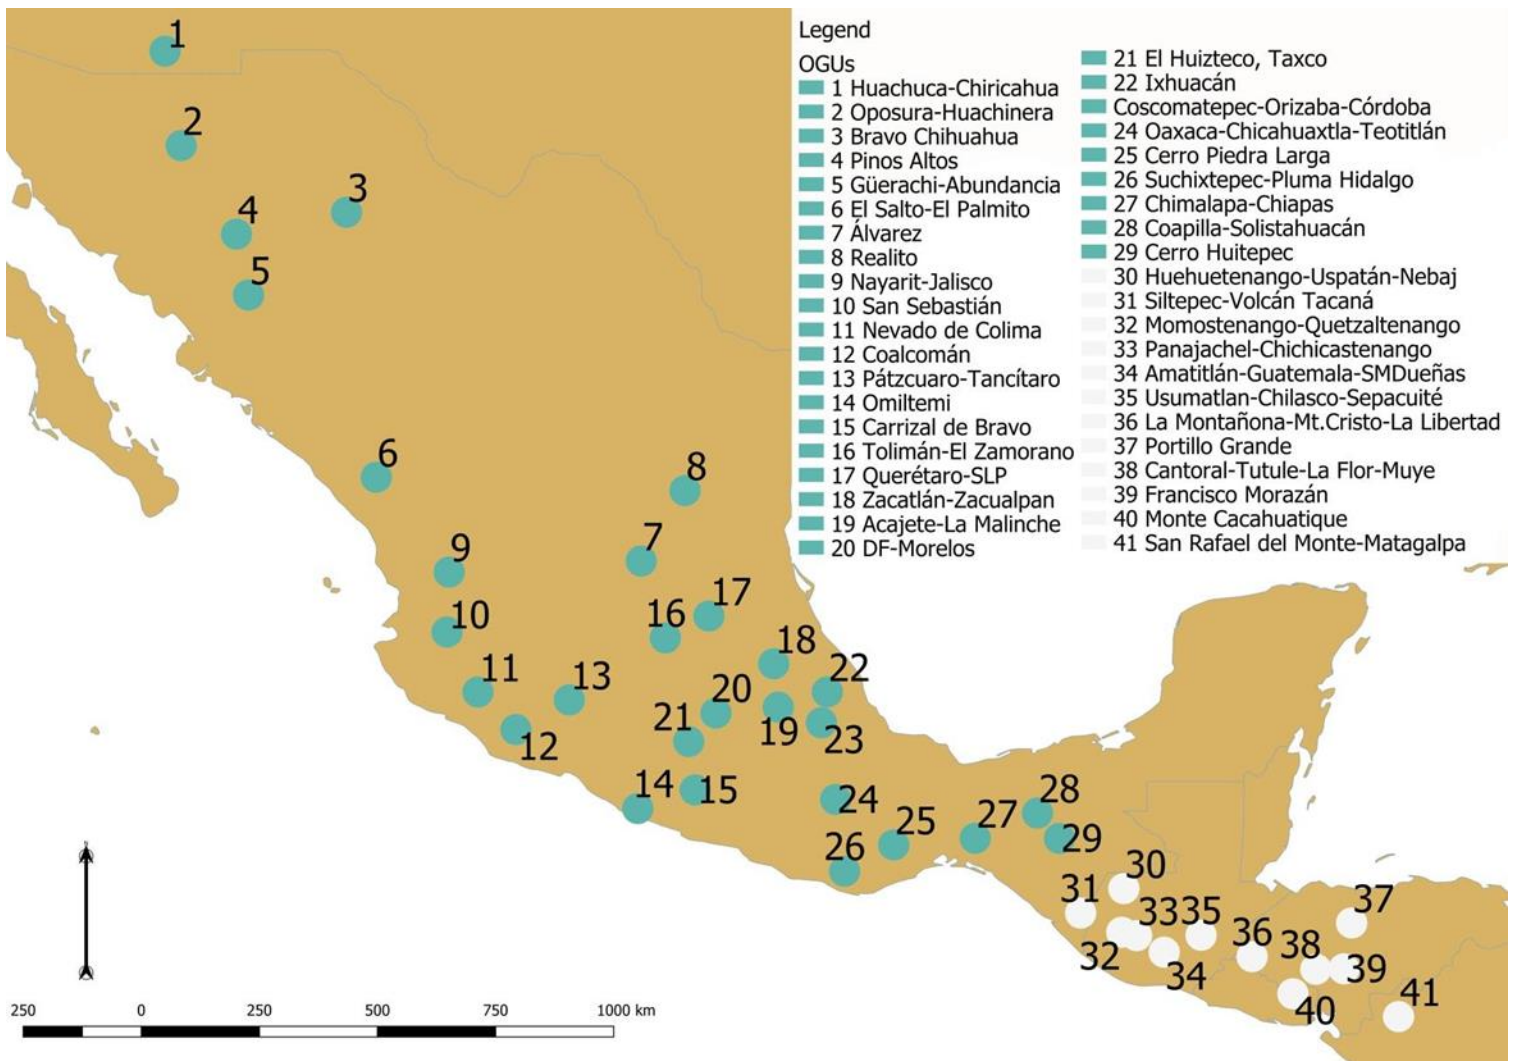 Legend
OGUs
1 Huachuca-Chiricahua
2 Oposura-Huachinera
3 Bravo Chihuahua
4 Pinos Altos
5 Güerachi-Abundancia
6 El Salto-El Palmito
7 Álvarez
8 Realito
9 Nayarit-Jalisco
10 San Sebastián
11 Nevado de Colima
12 Coalcomán
13 Pátzcuaro-Tancítaro
14 Omiltemi
15 Carrizal de Bravo
16 Tolimán-El Zamorano
17 Querétaro-SLP
18 Zacatlán-Zacualpan
19 Acajete-La Malinche
20 DF-Morelos
21 El Huizteco, Taxco
22 Ixhuacán
Coscomatepec-Orizaba-Córdoba
24 Oaxaca-Chicahuaxtla-Teotitlán
25 Cerro Piedra Larga
26 Suchixtepec-Pluma Hidalgo
27 Chimalapa-Chiapas
28 Coapilla-Solistahuacán
29 Cerro Huitepec
30 Huehuetenango-Uspatán-Nebaj
31 Siltepec-Volcán Tacaná
32 Momostenango-Quetzaltenango
33 Panajachel-Chichicastenango
34 Amatitlán-Guatemala-SMDueñas
35 Usumatlan-Chilasco-Sepacuité
36 La Montañona-Mt.Cristo-La Libertad
37 Portillo Grande
38 Cantoral-Tutule-La Flor-Muye
39 Francisco Morazán
40 Monte Cacahuatique
41 San Rafael del Monte-Matagalpa
1
2
3
4
5
6
8
7
9
10
17
16
18
11
13
22
20
21
12
19
23
14
15
24
28
25
27
29
26
30
31
37
33
35
36
38
32
34
39
41
40
250 0 250 500 750 1000 km